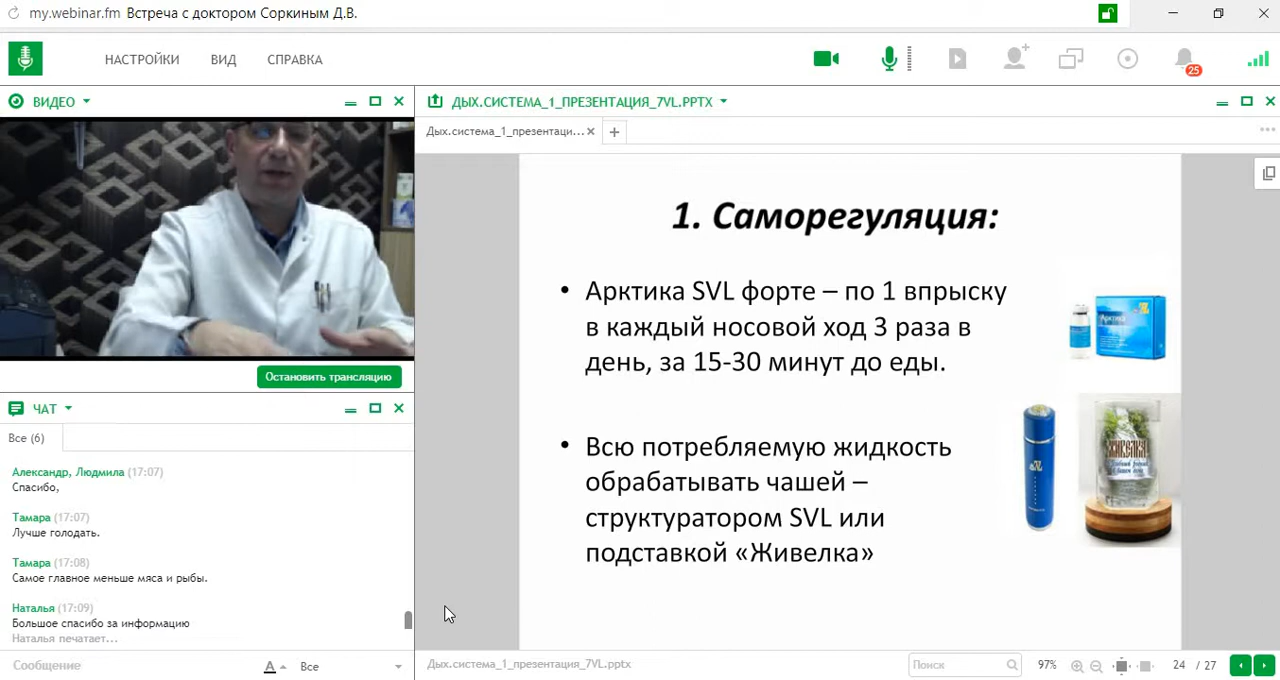 my.webinar.fm Встреча с доктором Соркиным Д.В.
НАСТРОЙКИ ВИД СПРАВКА
25
ВИДЕО
Остановить трансляцию
ЧАТ
Все (6)
Александр, Людмила (17:07)
Спасибо,
Тамара (17:07)
Лучше голодать.
Тамара (17:08)
Самое главное меньше мяса и рыбы.
Наталья (17:09)
Большое спасибо за информацию
Наталья печатает...
Сообщение
A
Все
ДЫХ.СИСТЕМА_1_ПРЕЗЕНТАЦИЯ_7VL.PPTX
Дых.система_1_презентаци...
1. Саморегуляция:
• Арктика SVL форте – по 1 впрыску
в каждый носовой ход 3 раза в
день, за 15-30 минут до еды.
Арктика
• Всю потребляемую жидкость
обрабатывать чашей –
структуратором SVL или
подставкой «Живелка»
ЖИВЕЛКА
Дых.система_1_презентация_7VL.pptx
Поиск
97%
24 / 27